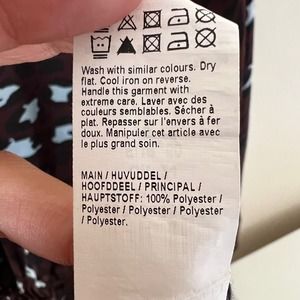 Wash with similar colours. Dry
flat. Cool iron on reverse.
Handle this garment with
extreme care. Laver avec des
couleurs semblables. Sécher à
plat. Repasser sur l'envers à fer
doux. Manipuler cet article avec
le plus grand soin.
MAIN / HUVUDDEL /
HOOFDDEEL / PRINCIPAL /
HAUPTSTOFF: 100% Polyester /
Polyester / Polyester / Polyester
/ Polyester.